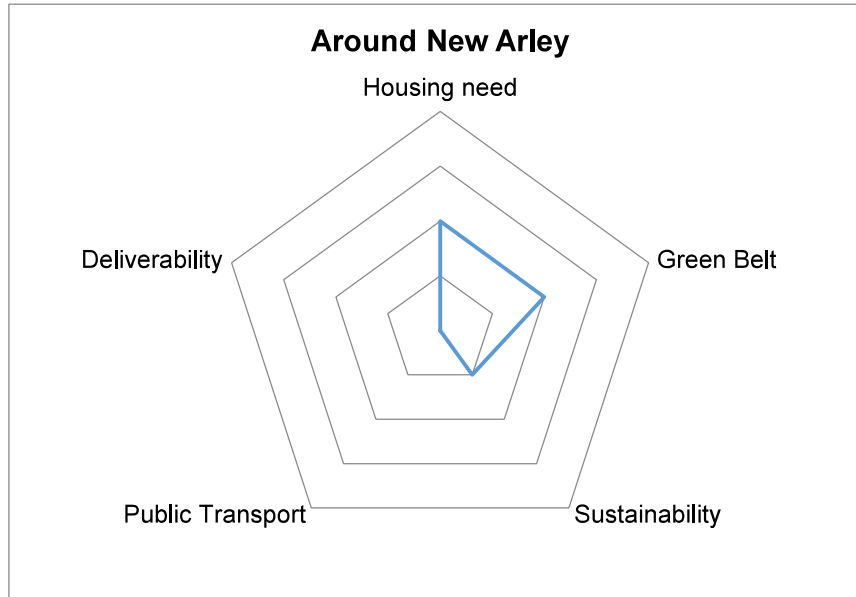 Around New Arley
Housing need
Deliverability
Green Belt
Public Transport
Sustainability